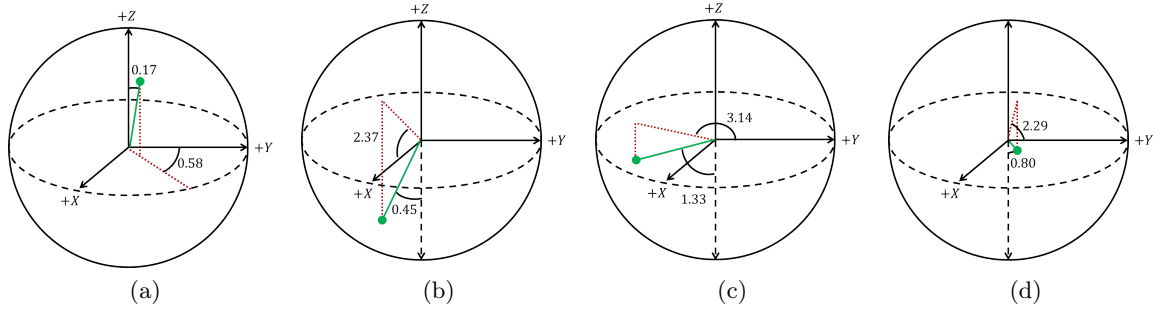 +Z
0.17
+Y
0.58
+X
(a)
+Z
2.37
+Y
+X
0.45
(b)
+Z
3.14
+Y
+X
1.33
(c)
+Z
2.29
+Y
0.80
+X
(d)